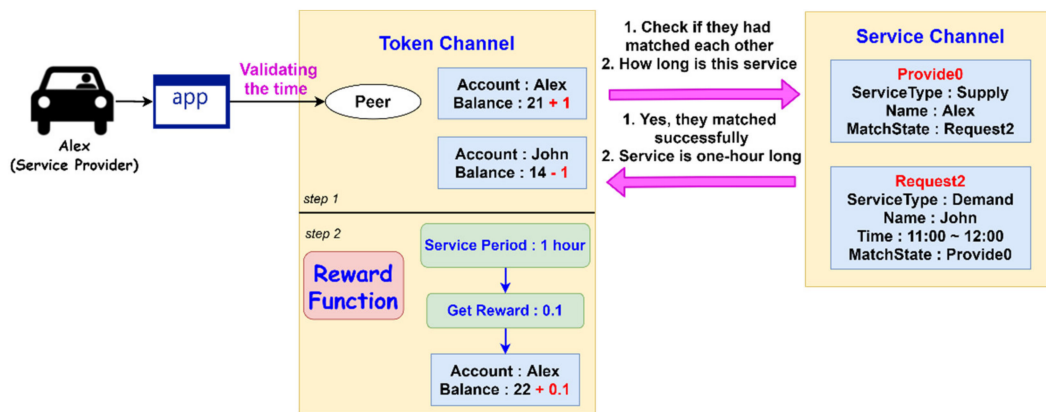 Alex
(Service Provider)
app
Validating
the time
Token Channel
Peer
Account : Alex
Balance : 21 + 1
Account : John
Balance : 14 - 1
step 1
step 2
Reward
Function
Service Period : 1 hour
Get Reward : 0.1
Account : Alex
Balance : 22 + 0.1
1. Check if they had
matched each other
2. How long is this service
1. Yes, they matched
successfully
2. Service is one-hour long
Service Channel
Provide0
ServiceType : Supply
Name : Alex
MatchState : Request2
Request2
ServiceType : Demand
Name : John
Time : 11:00 ~ 12:00
MatchState : Provide0